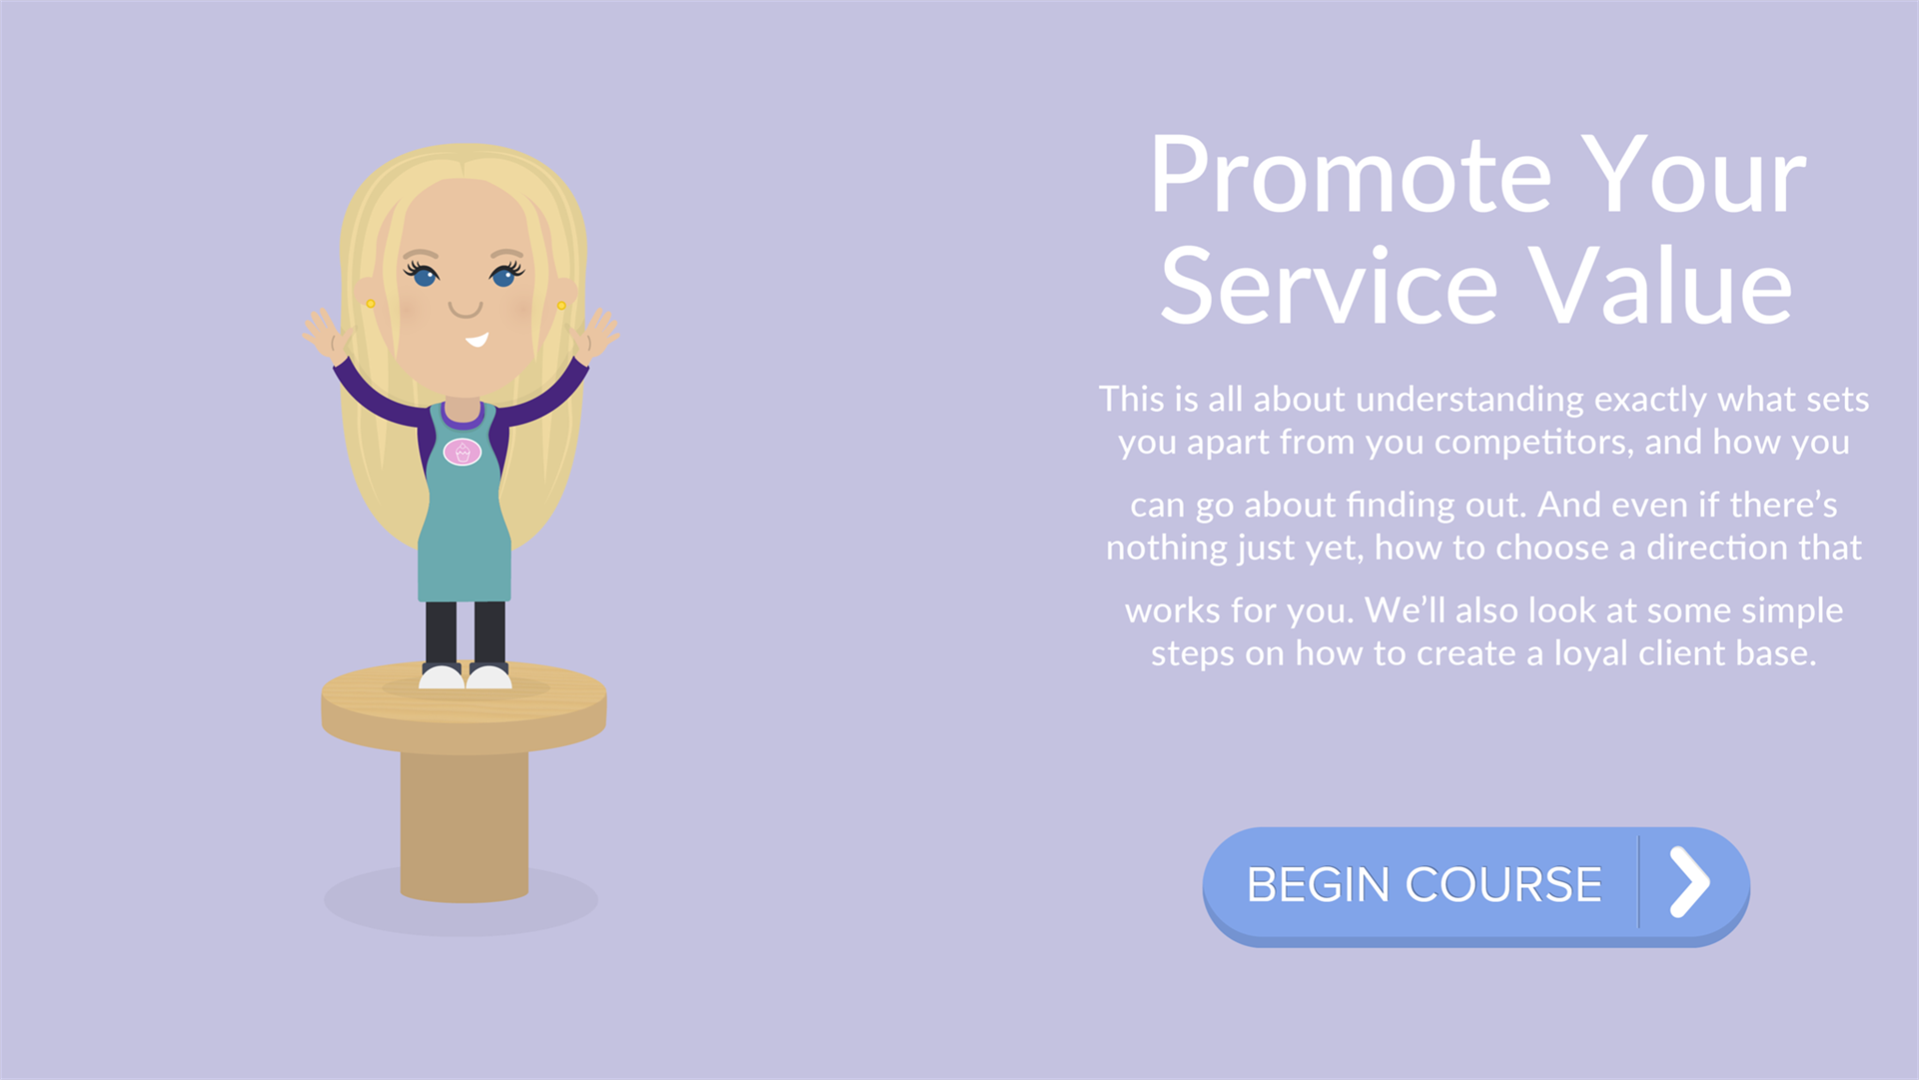 Promote Your
Service Value
This is all about understanding exactly what sets
you apart from you competitors, and how you
can go about finding out. And even if there’s
nothing just yet, how to choose a direction that
works for you. We’ll also look at some simple
steps on how to create a loyal client base.
BEGIN COURSE